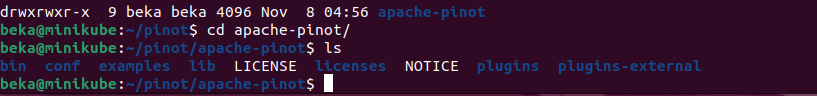 drwxrwxr-x  9 beka beka 4096 Nov  8 04:56 apache-pinot
beka@minikube:~/pinot$ cd apache-pinot/
beka@minikube:~/pinot/apache-pinot$ ls
bin  conf  examples  lib  LICENSE  licenses  NOTICE  plugins  plugins-external
beka@minikube:~/pinot/apache-pinot$